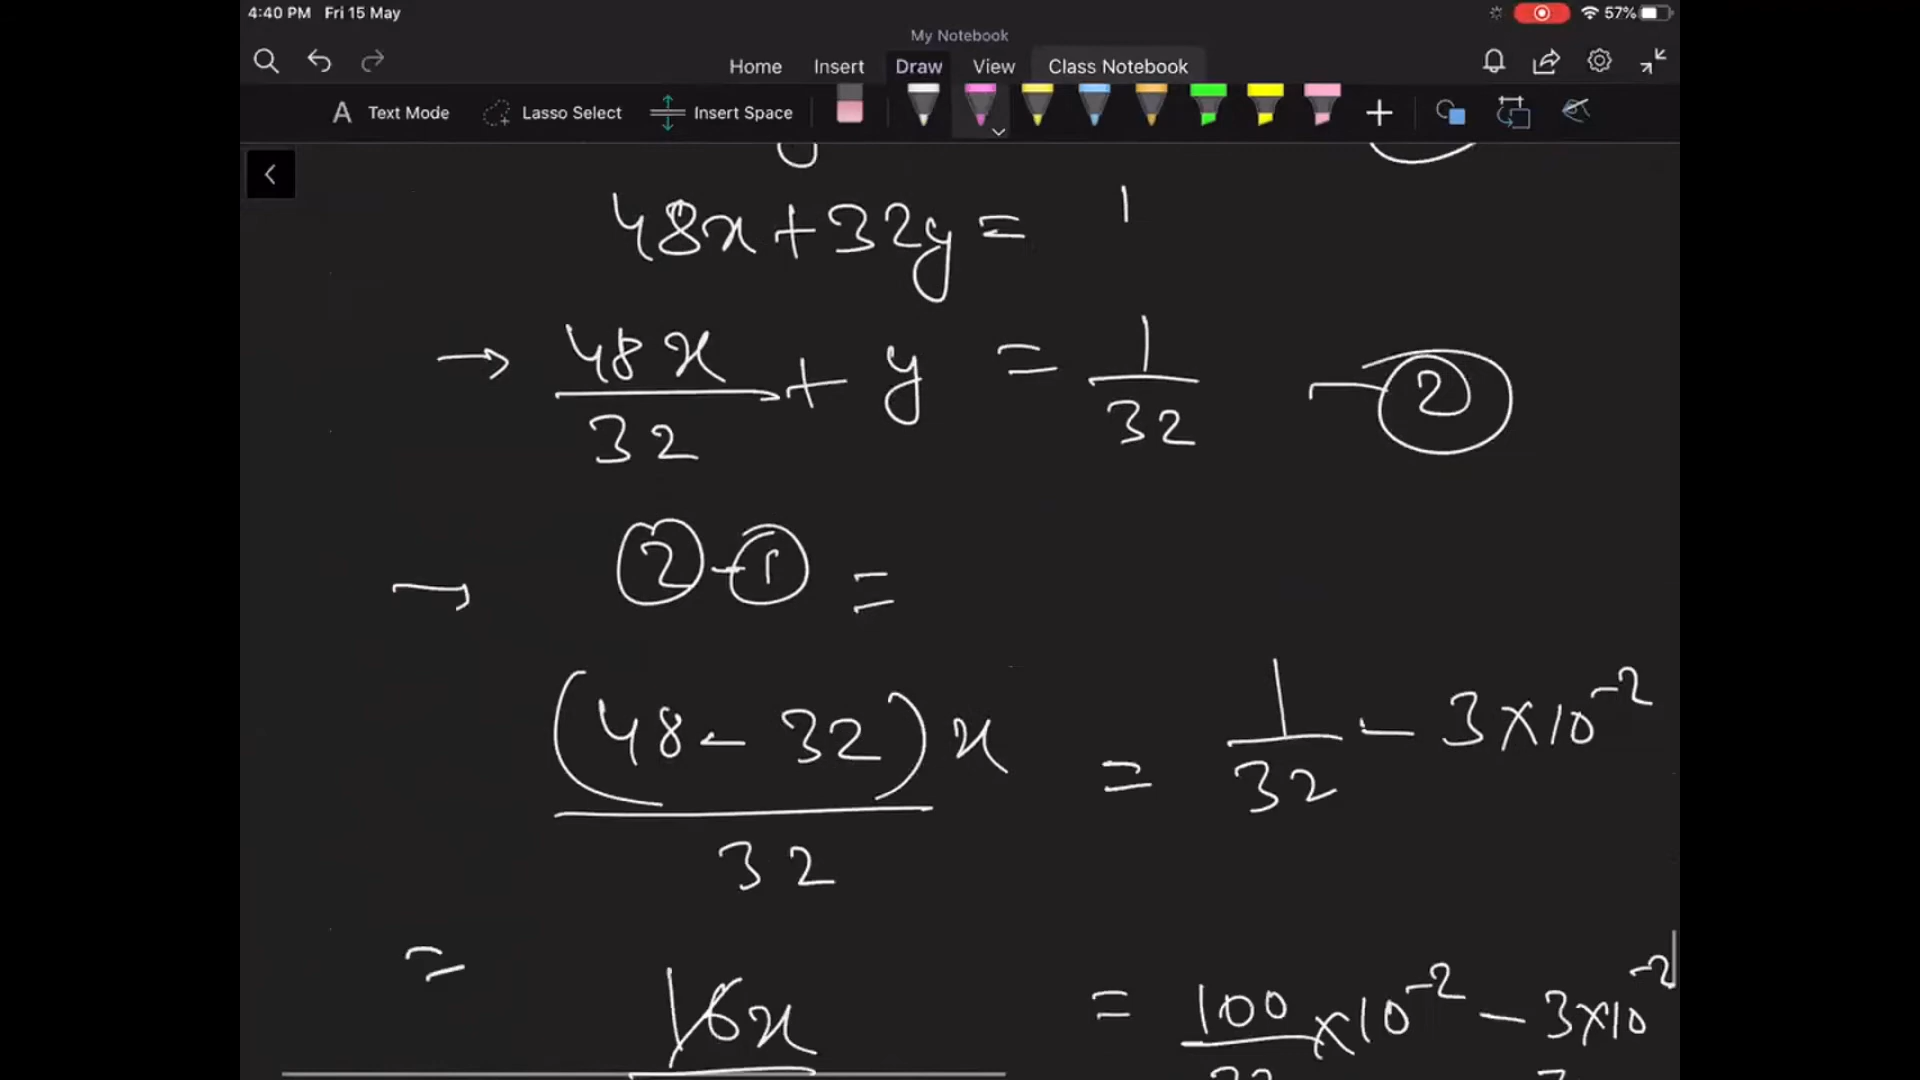 4:40 PM Fri 15 May 57%
My Notebook
Home Insert Draw View Class Notebook
A Text Mode Lasso Select Insert Space
48x+32y = 1
→ 48x/32 + y = 1/32 — 2
→ 2 - 1 =
(48 - 32)x/32 = 1/32 - 3×10^-2
= 16x = 100 ×10^-2 - 3×10^-2